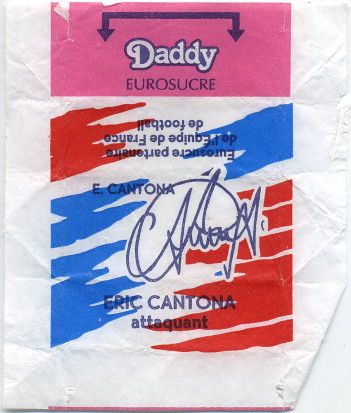 Daddy
EUROSUCRE
Eurosucre partenaire
de l'Équipe de France
de football
E. CANTONA
ERIC CANTONA
attaquant